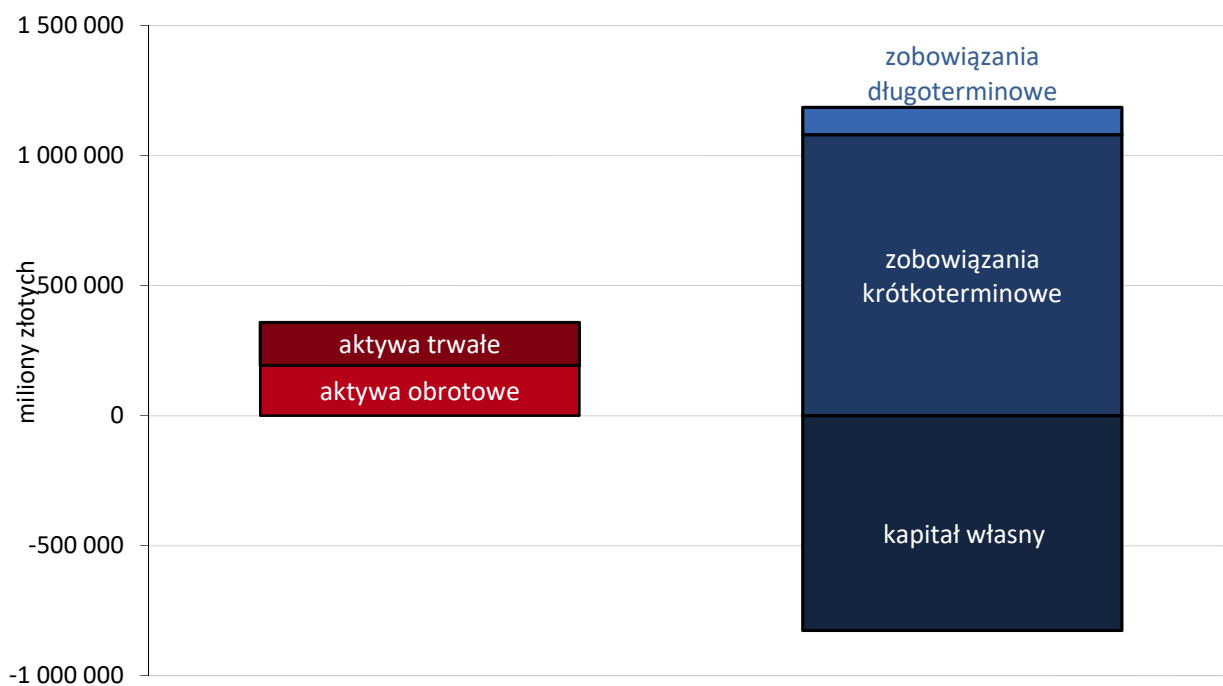 1 500 000
zobowiązania
długoterminowe
1 000 000
zobowiązania
krótkoterminowe
miliony złotych
500 000
aktywa trwałe
aktywa obrotowe
0
kapitał własny
-500 000
-1 000 000